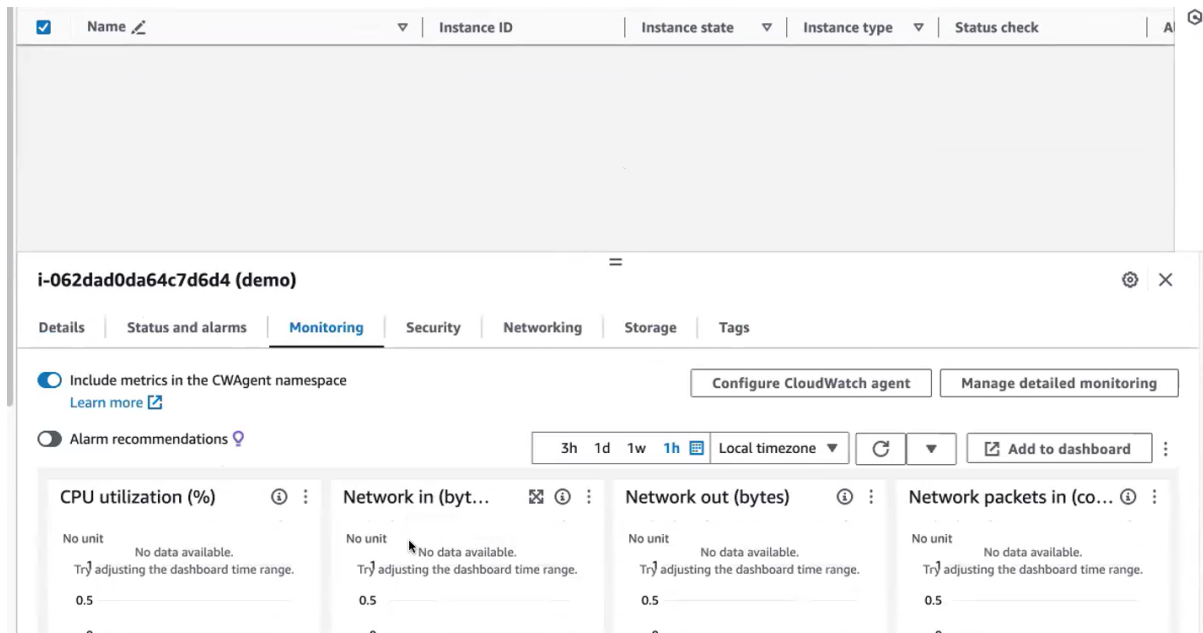 Name Instance ID Instance state Instance type Status check
i-062dad0da64c7d6d4 (demo)
Details Status and alarms Monitoring Security Networking Storage Tags
Include metrics in the CWAgent namespace
Learn more
Configure CloudWatch agent Manage detailed monitoring
Alarm recommendations
3h 1d 1w 1h Local timezone Add to dashboard
CPU utilization (%) Network in (byt... Network out (bytes) Network packets in (co...
No unit No unit No unit No unit
No data available. No data available. No data available. No data available.
Try adjusting the dashboard time range. Try adjusting the dashboard time range. Try adjusting the dashboard time range. Try adjusting the dashboard time range.
1 1 1 1
0.5 0.5 0.5 0.5